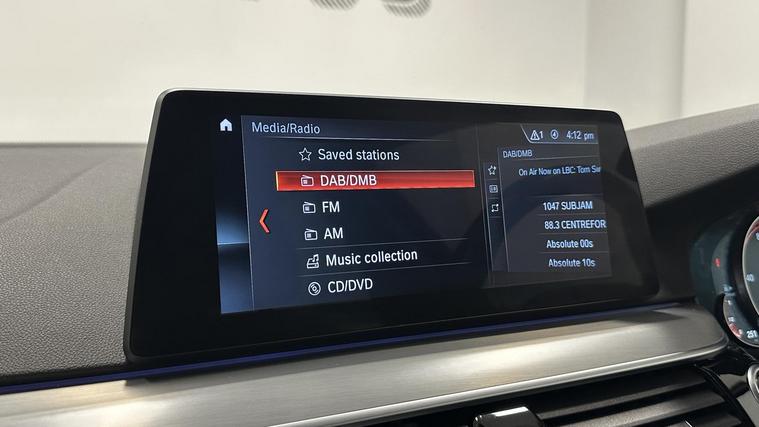 Media/Radio
1 4:12 pm
Saved stations
DAB/DMB
FM
AM
Music collection
CD/DVD
DAB/DMB
On Air Now on LBC: Tom Sw
1047 SUBJAM
88.3 CENTREFOR
Absolute 00s
Absolute 10s